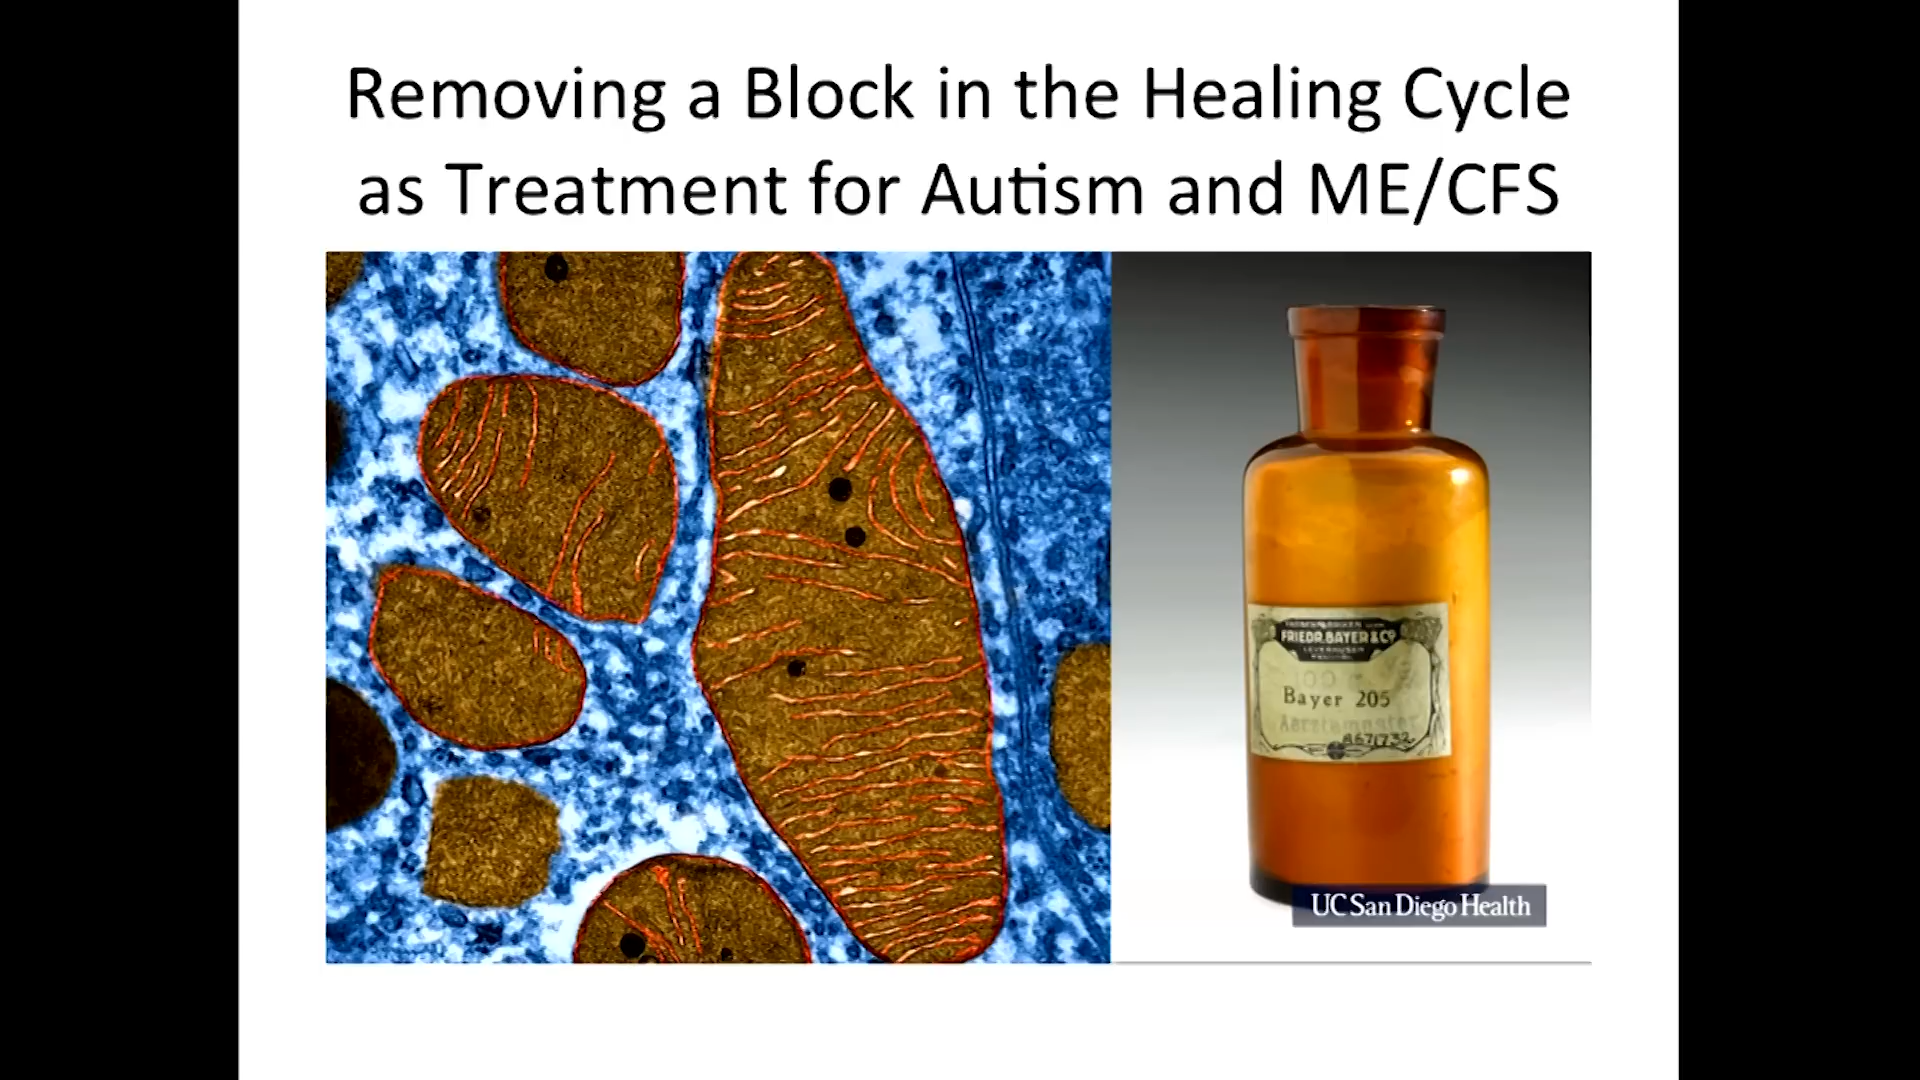 Removing a Block in the Healing Cycle
as Treatment for Autism and ME/CFS
FRIEDR. BAYER & Co
LEVERKUSEN
Bayer 205
UC San Diego Health